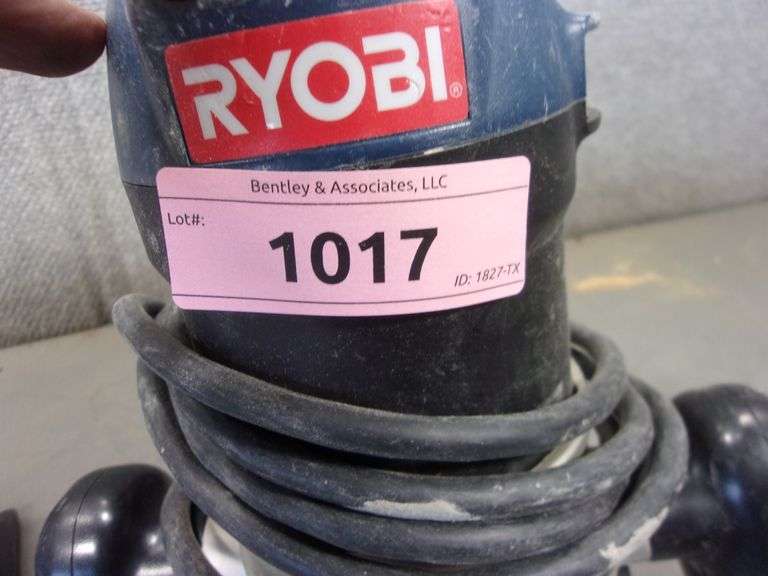 RYOBI®
Bentley & Associates, LLC
Lot#:
1017
ID: 1827-TX